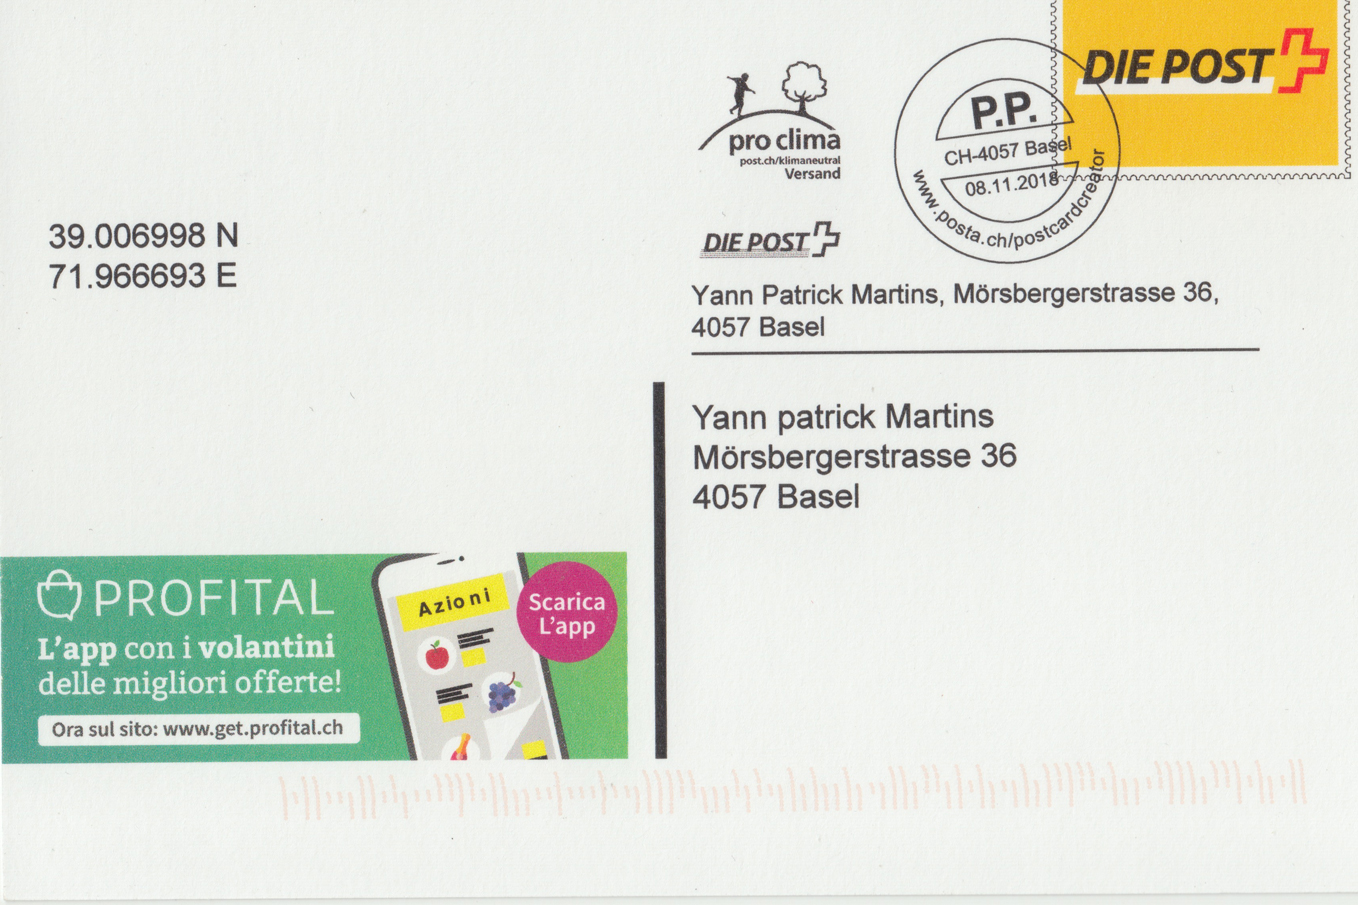 DIE POST
P.P.
CH-4057 Basel
08.11.2018
www.posta.ch/postcardcreator
pro clima
post.ch/klimaneutral
Versand
DIE POST
39.006998 N
71.966693 E
Yann Patrick Martins, Mörsbergerstrasse 36,
4057 Basel
Yann patrick Martins
Mörsbergerstrasse 36
4057 Basel
PROFITAL
L'app con i volantini
delle migliori offerte!
Ora sul sito: www.get.profital.ch
Azioni
Scarica
L'app